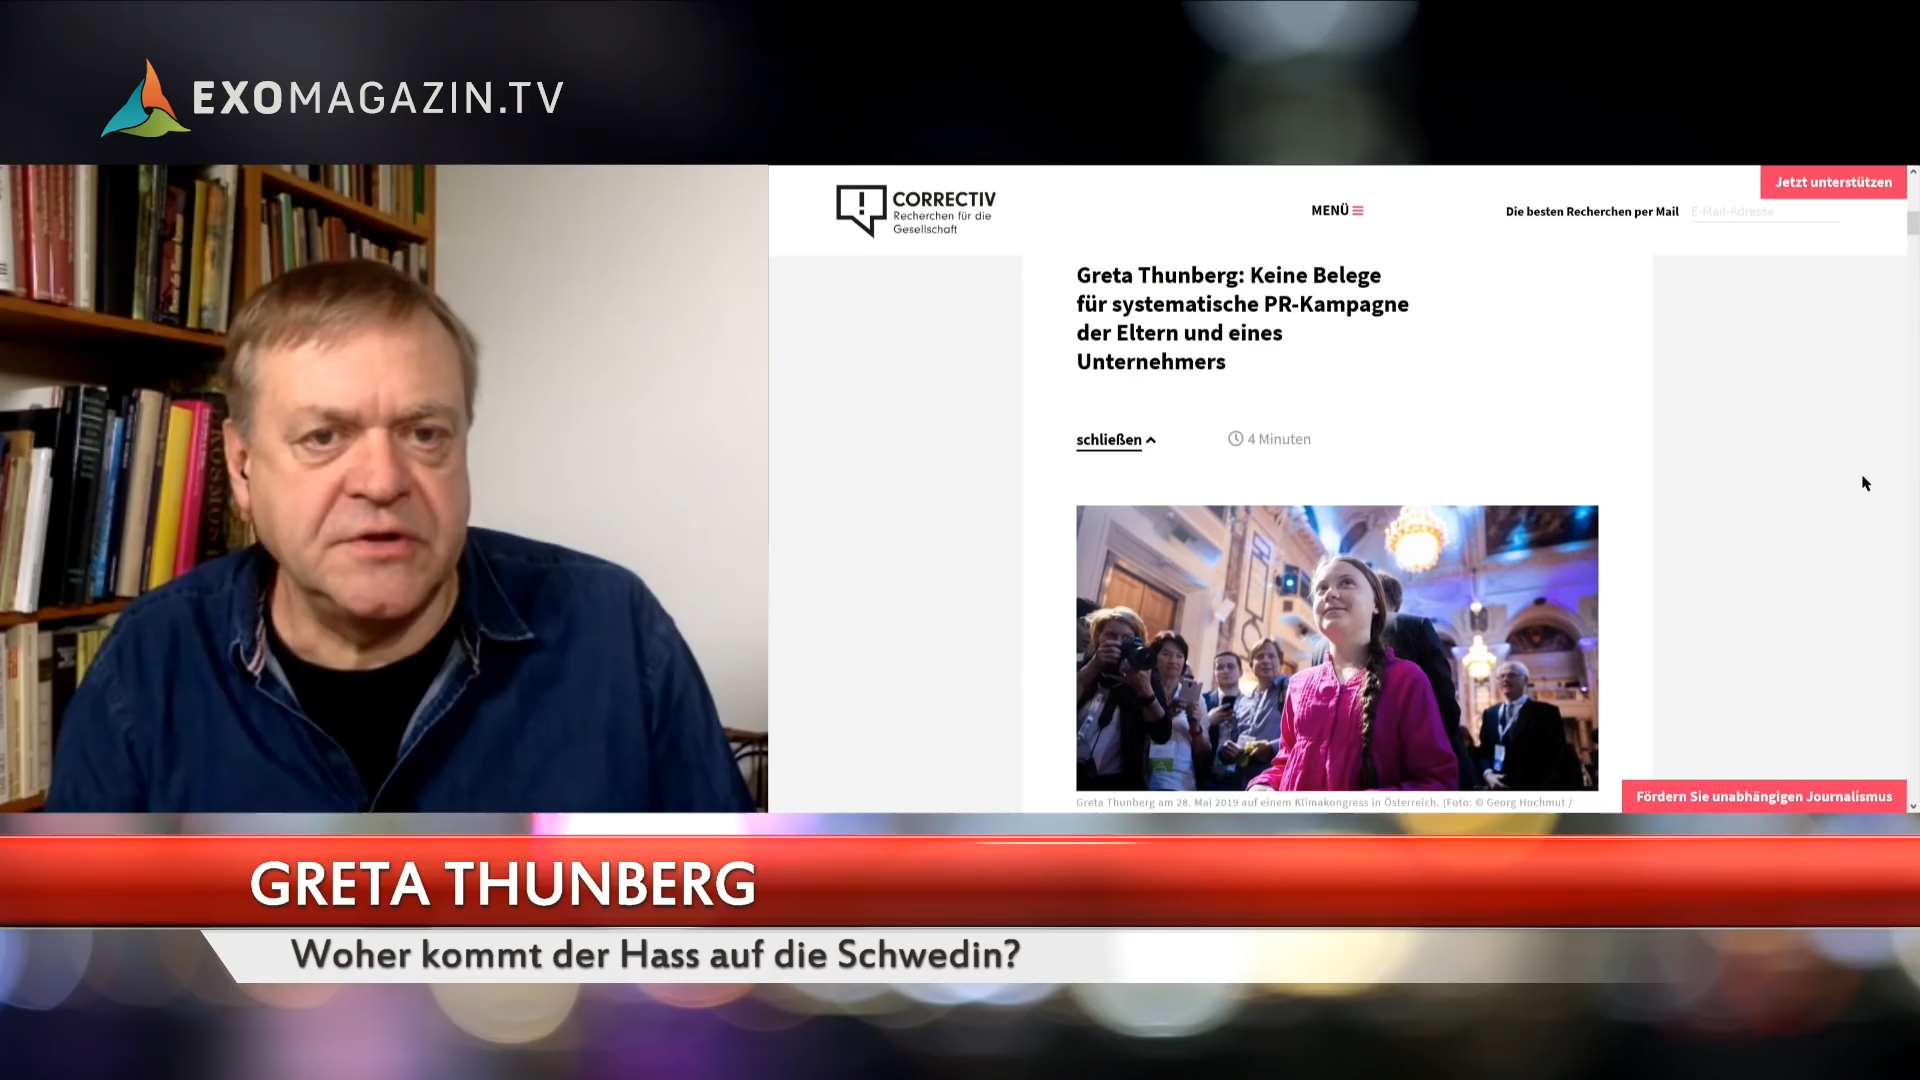 EXOMAGAZIN.TV
Jetzt unterstützen
CORRECTIV
Recherchen für die
Gesellschaft
MENÜ
Die besten Recherchen per Mail
E-Mail-Adresse
Greta Thunberg: Keine Belege
für systematische PR-Kampagne
der Eltern und eines
Unternehmers
schließen
4 Minuten
Greta Thunberg am 28. Mai 2019 auf einem Klimakongress in Österreich. (Foto: © Georg Hochmut /
Fördern Sie unabhängigen Journalismus
GRETA THUNBERG
Woher kommt der Hass auf die Schwedin?